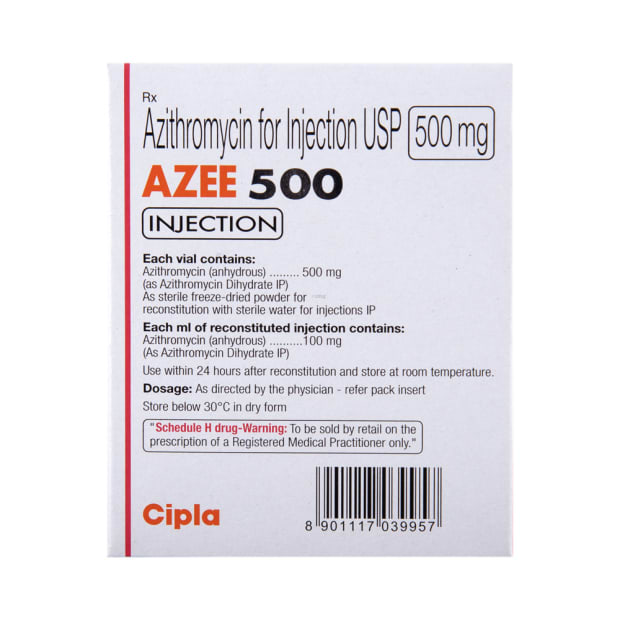 Rx
Azithromycin for Injection USP 500 mg
AZEE 500
INJECTION
Each vial contains:
Azithromycin (anhydrous) ......... 500 mg
(as Azithromycin Dihydrate IP)
As sterile freeze-dried powder for
reconstitution with sterile water for injections IP
Each ml of reconstituted injection contains:
Azithromycin (anhydrous) ..........100 mg
(As Azithromycin Dihydrate IP)
Use within 24 hours after reconstitution and store at room temperature.
Dosage: As directed by the physician - refer pack insert
Store below 30°C in dry form
"Schedule H drug-Warning: To be sold by retail on the
prescription of a Registered Medical Practitioner only."
Cipla
8 901117 039957